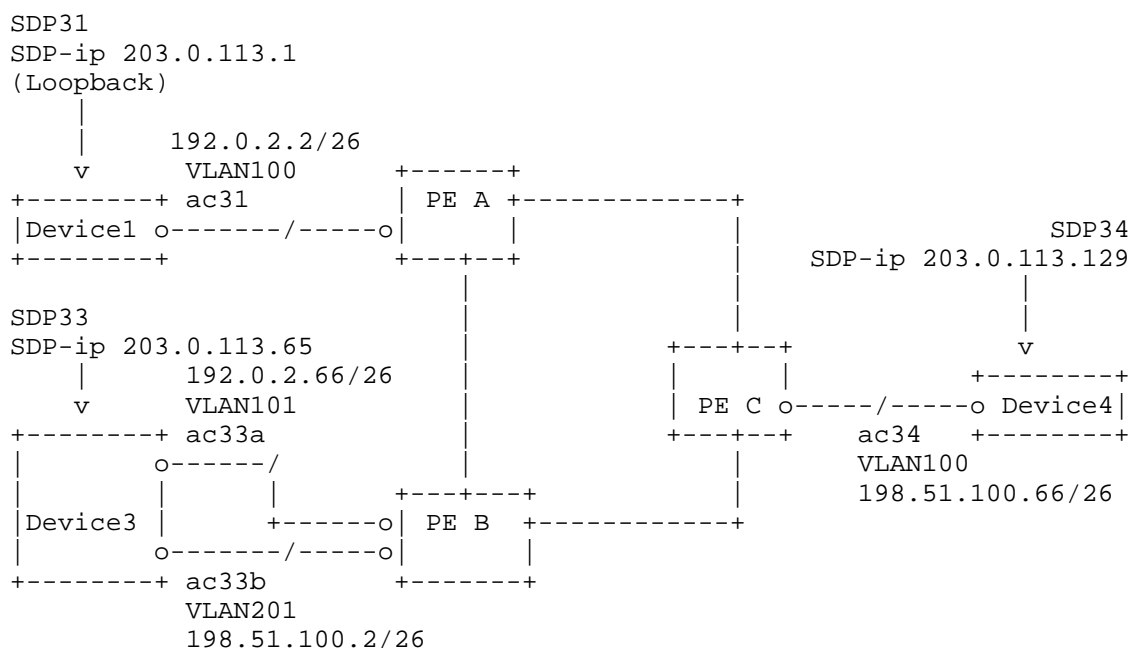 SDP31
SDP-ip 203.0.113.1
(Loopback)
192.0.2.2/26
v VLAN100
ac31 PE A
Device1 SDP34
SDP-ip 203.0.113.129
SDP33
SDP-ip 203.0.113.65 v
192.0.2.66/26
v VLAN101 PE C Device4
ac33a ac34
VLAN100
198.51.100.66/26
Device3 PE B
ac33b
VLAN201
198.51.100.2/26